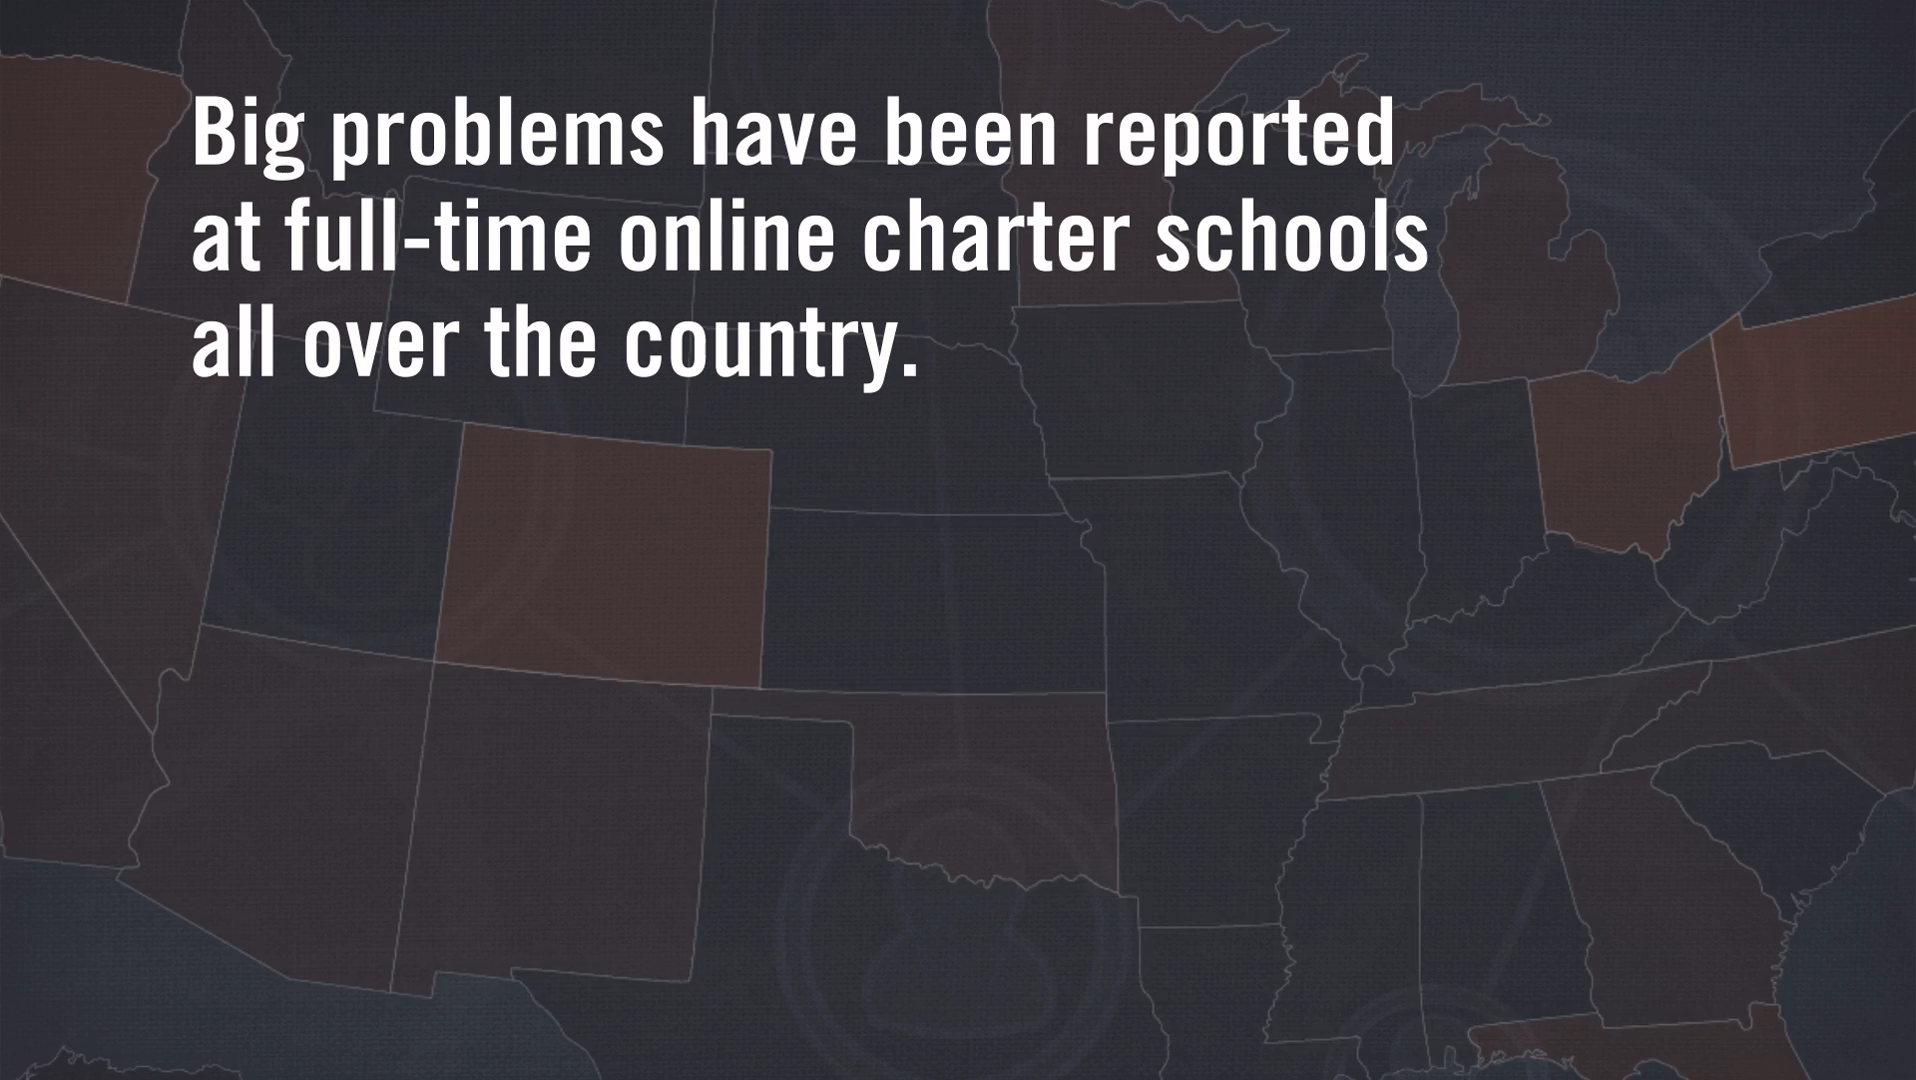 Big problems have been reported
at full-time online charter schools
all over the country.